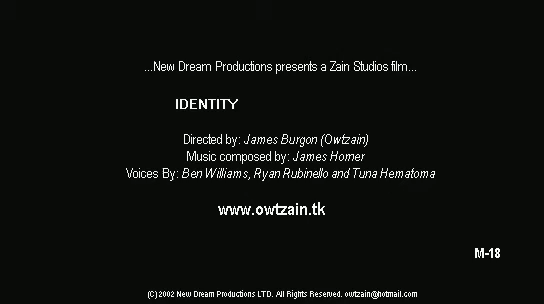 ...New Dream Productions presents a Zain Studios film...
IDENTITY
Directed by: James Burgon (Owtzain)
Music composed by: James Horner
Voices By: Ben Williams, Ryan Rubinello and Tuna Hematoma
www.owtzain.tk
M-18
(C) 2002 New Dream Productions LTD. All Rights Reserved. owtzain@hotmail.com